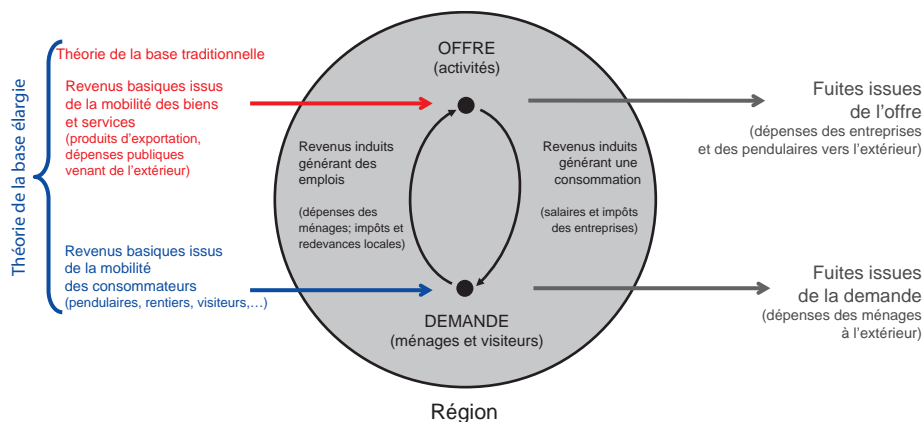 Théorie de la base élargie
Théorie de la base traditionnelle
Revenus basiques issus
de la mobilité des biens
et services
(produits d'exportation,
dépenses publiques
venant de l'extérieur)
Revenus basiques issus
de la mobilité
des consommateurs
(pendulaires, rentiers, visiteurs,…)
OFFRE
(activités)
Revenus induits
générant des
emplois
(dépenses des
ménages; impôts et
redevances locales)
Revenus induits
générant une
consommation
(salaires et impôts
des entreprises)
DEMANDE
(ménages et visiteurs)
Région
Fuites issues
de l'offre
(dépenses des entreprises
et des pendulaires vers l'extérieur)
Fuites issues
de la demande
(dépenses des ménages
à l'extérieur)